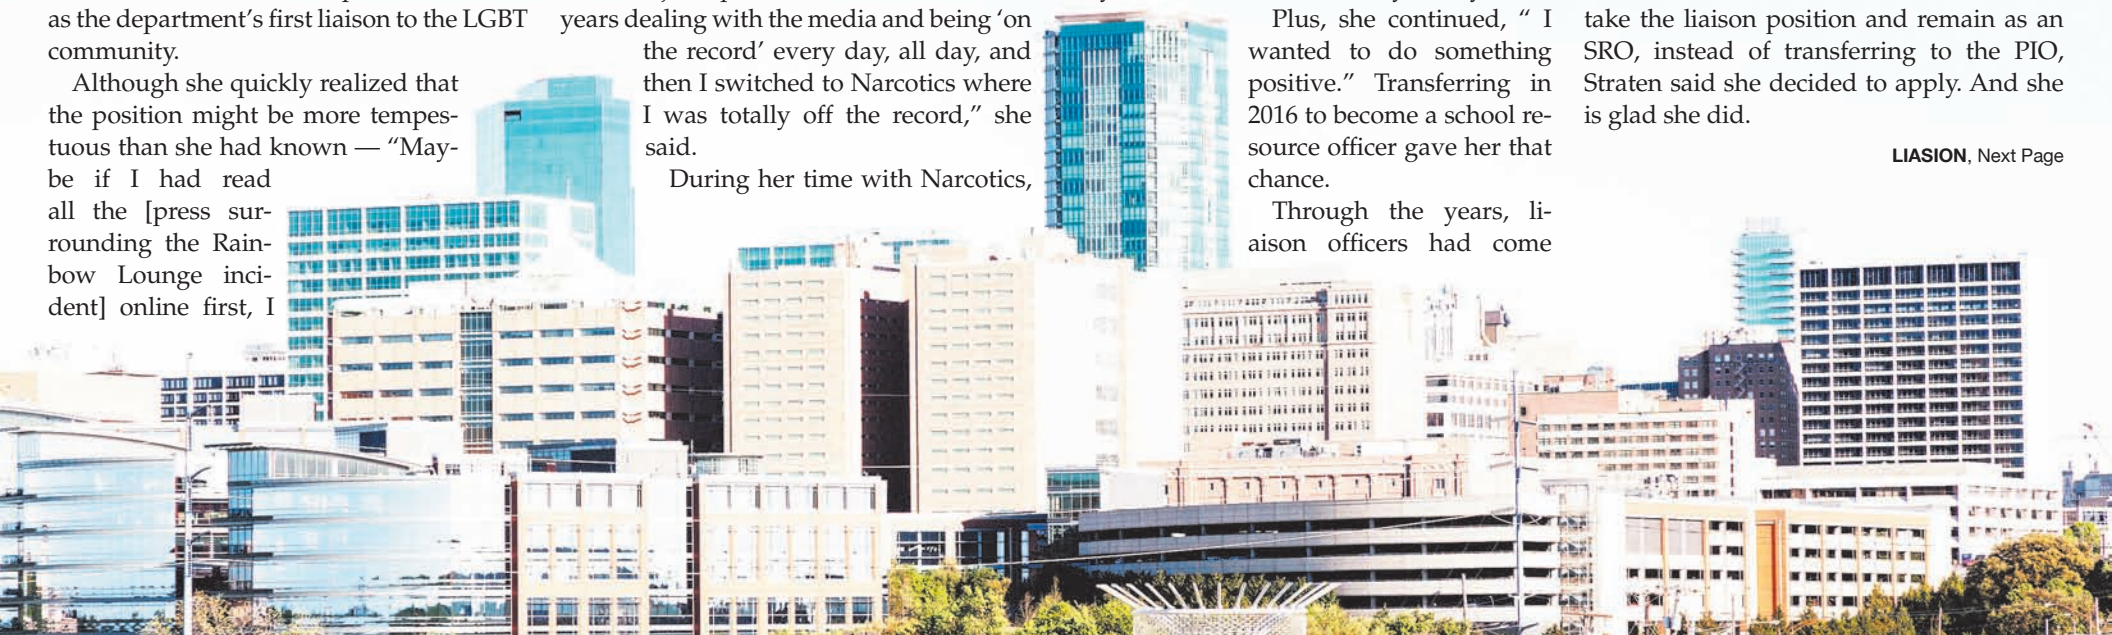 as the department's first liaison to the LGBT
community.
Although she quickly realized that
the position might be more tempes-
tuous than she had known — “May-
be if I had read
all the [press sur-
rounding the Rain-
bow Lounge inci-
dent] online first, I
years dealing with the media and being ‘on
the record’ every day, all day, and
then I switched to Narcotics where
I was totally off the record,” she
said.
During her time with Narcotics,
Plus, she continued, “ I
wanted to do something
positive.” Transferring in
2016 to become a school re-
source officer gave her that
chance.
Through the years, li-
aison officers had come
take the liaison position and remain as an
SRO, instead of transferring to the PIO,
Straten said she decided to apply. And she
is glad she did.
LIASION, Next Page